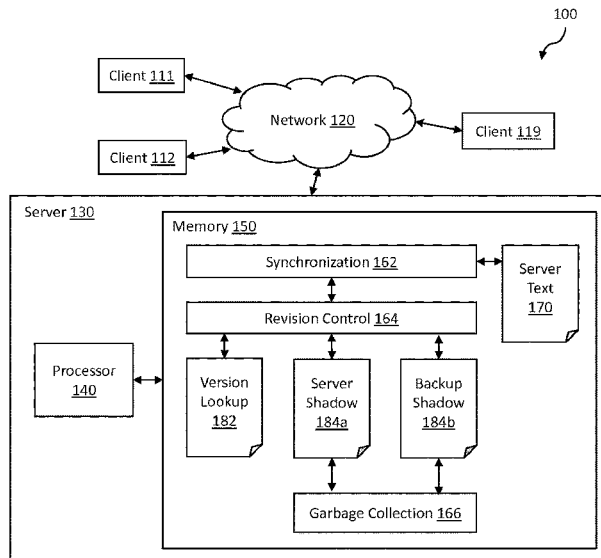 100
Client 111
Network 120
Client 119
Client 112
Server 130
Memory 150
Synchronization 162
Server
Text
170
Revision Control 164
Processor
140
Version
Lookup
182
Server
Shadow
184a
Backup
Shadow
184b
Garbage Collection 166